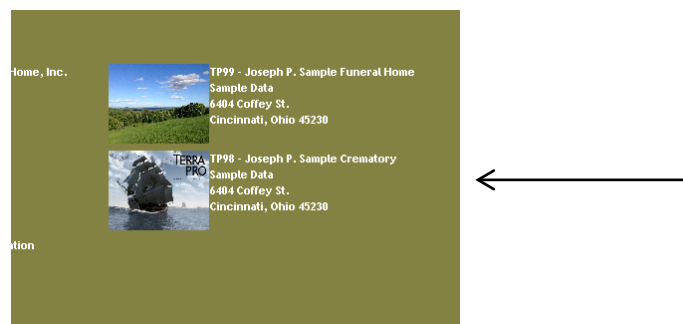 Home, Inc.
TP99 - Joseph P. Sample Funeral Home
Sample Data
6404 Coffey St.
Cincinnati, Ohio 45230
TERRA
PRO
TP98 - Joseph P. Sample Crematory
Sample Data
6404 Coffey St.
Cincinnati, Ohio 45230